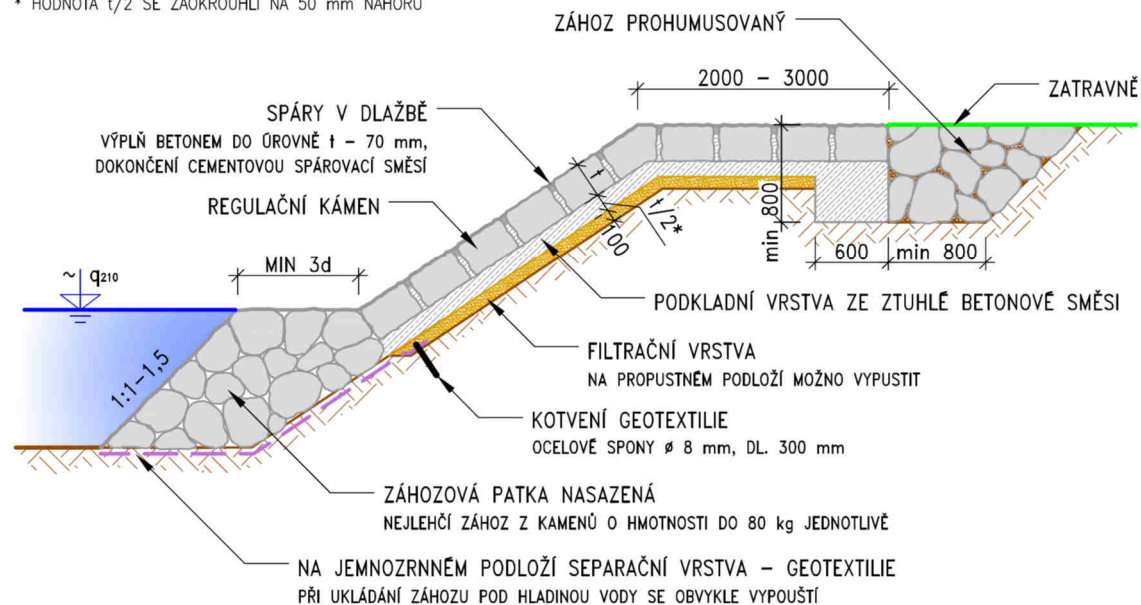 * HODNOTA t/2 SE ZAOKROUHLÍ NA 50 mm NAHORU
ZÁHOZ PROHUMUSOVANÝ
2000 – 3000
ZATRAVNĚ
SPÁRY V DLAŽBĚ
VÝPLŇ BETONEM DO ÚROVNĚ t – 70 mm,
DOKONČENÍ CEMENTOVOU SPÁROVACÍ SMĚSÍ
t
REGULAČNÍ KÁMEN
t/2*
100
min 800
600
min 800
MIN 3d
~ q210
1:1–1,5
PODKLADNÍ VRSTVA ZE ZTUHLÉ BETONOVÉ SMĚSI
FILTRAČNÍ VRSTVA
NA PROPUSTNÉM PODLOŽÍ MOŽNO VYPUSTIT
KOTVENÍ GEOTEXTILIE
OCELOVÉ SPONY ø 8 mm, DL. 300 mm
ZÁHOZOVÁ PATKA NASAZENÁ
NEJLEHČÍ ZÁHOZ Z KAMENŮ O HMOTNOSTI DO 80 kg JEDNOTLIVĚ
NA JEMNOZRNNÉM PODLOŽÍ SEPARAČNÍ VRSTVA – GEOTEXTILIE
PŘI UKLÁDÁNÍ ZÁHOZU POD HLADINOU VODY SE OBVYKLE VYPOUŠTÍ